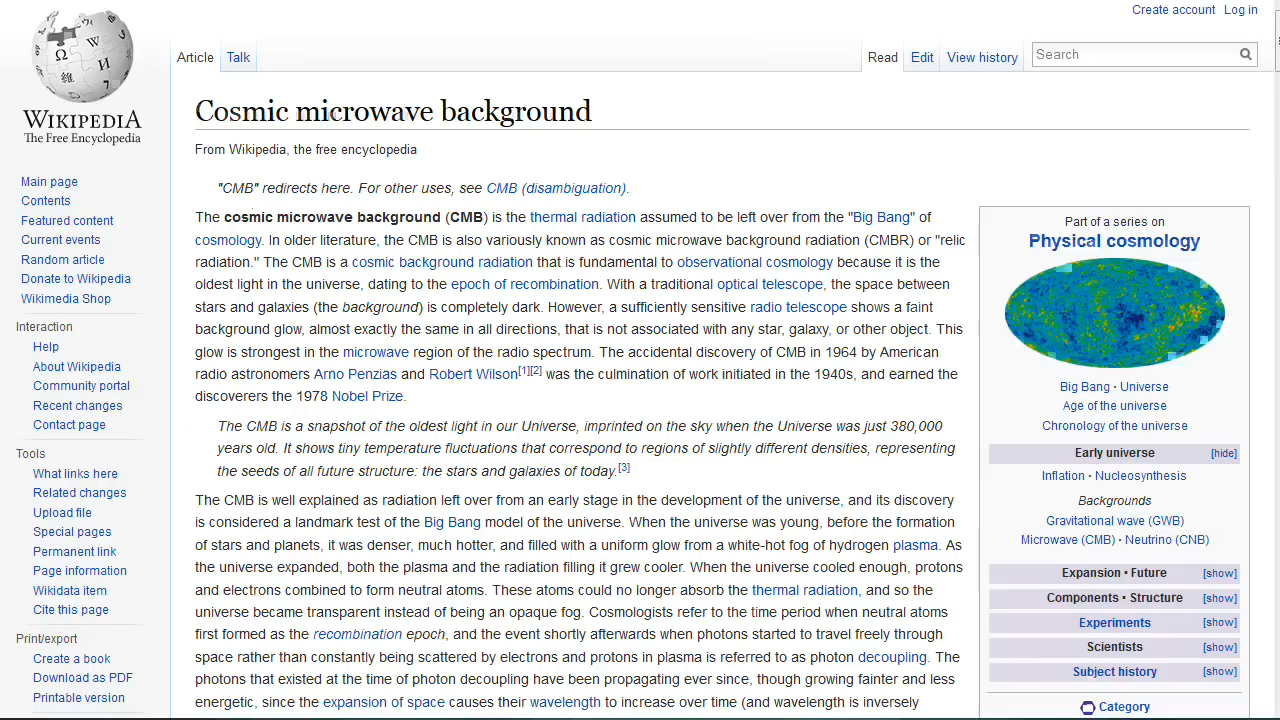 Create account Log in
Article Talk Read Edit View history Search
WIKIPEDIA
The Free Encyclopedia
Main page
Contents
Featured content
Current events
Random article
Donate to Wikipedia
Wikimedia Shop
Interaction
Help
About Wikipedia
Community portal
Recent changes
Contact page
Tools
What links here
Related changes
Upload file
Special pages
Permanent link
Page information
Wikidata item
Cite this page
Print/export
Create a book
Download as PDF
Printable version
Cosmic microwave background
From Wikipedia, the free encyclopedia
"CMB" redirects here. For other uses, see CMB (disambiguation).
The cosmic microwave background (CMB) is the thermal radiation assumed to be left over from the "Big Bang" of
cosmology. In older literature, the CMB is also variously known as cosmic microwave background radiation (CMBR) or "relic
radiation." The CMB is a cosmic background radiation that is fundamental to observational cosmology because it is the
oldest light in the universe, dating to the epoch of recombination. With a traditional optical telescope, the space between
stars and galaxies (the background) is completely dark. However, a sufficiently sensitive radio telescope shows a faint
background glow, almost exactly the same in all directions, that is not associated with any star, galaxy, or other object. This
glow is strongest in the microwave region of the radio spectrum. The accidental discovery of CMB in 1964 by American
radio astronomers Arno Penzias and Robert Wilson[1][2] was the culmination of work initiated in the 1940s, and earned the
discoverers the 1978 Nobel Prize.
The CMB is a snapshot of the oldest light in our Universe, imprinted on the sky when the Universe was just 380,000
years old. It shows tiny temperature fluctuations that correspond to regions of slightly different densities, representing
the seeds of all future structure: the stars and galaxies of today.[3]
The CMB is well explained as radiation left over from an early stage in the development of the universe, and its discovery
is considered a landmark test of the Big Bang model of the universe. When the universe was young, before the formation
of stars and planets, it was denser, much hotter, and filled with a uniform glow from a white-hot fog of hydrogen plasma. As
the universe expanded, both the plasma and the radiation filling it grew cooler. When the universe cooled enough, protons
and electrons combined to form neutral atoms. These atoms could no longer absorb the thermal radiation, and so the
universe became transparent instead of being an opaque fog. Cosmologists refer to the time period when neutral atoms
first formed as the recombination epoch, and the event shortly afterwards when photons started to travel freely through
space rather than constantly being scattered by electrons and protons in plasma is referred to as photon decoupling. The
photons that existed at the time of photon decoupling have been propagating ever since, though growing fainter and less
energetic, since the expansion of space causes their wavelength to increase over time (and wavelength is inversely
Part of a series on
Physical cosmology
Big Bang · Universe
Age of the universe
Chronology of the universe
Early universe [hide]
Inflation · Nucleosynthesis
Backgrounds
Gravitational wave (GWB)
Microwave (CMB) · Neutrino (CNB)
Expansion • Future [show]
Components • Structure [show]
Experiments [show]
Scientists [show]
Subject history [show]
Category